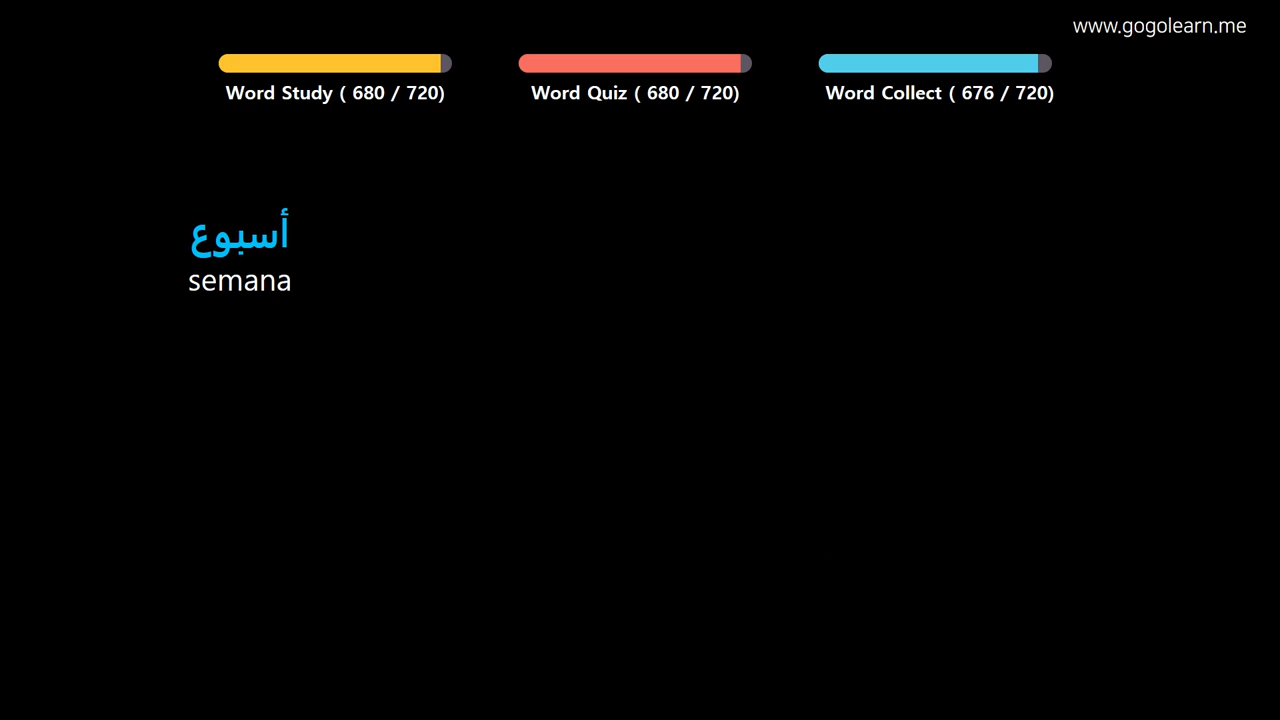 www.gogolearn.me
Word Study ( 680 / 720)
Word Quiz ( 680 / 720)
Word Collect ( 676 / 720)
أسبوع
semana